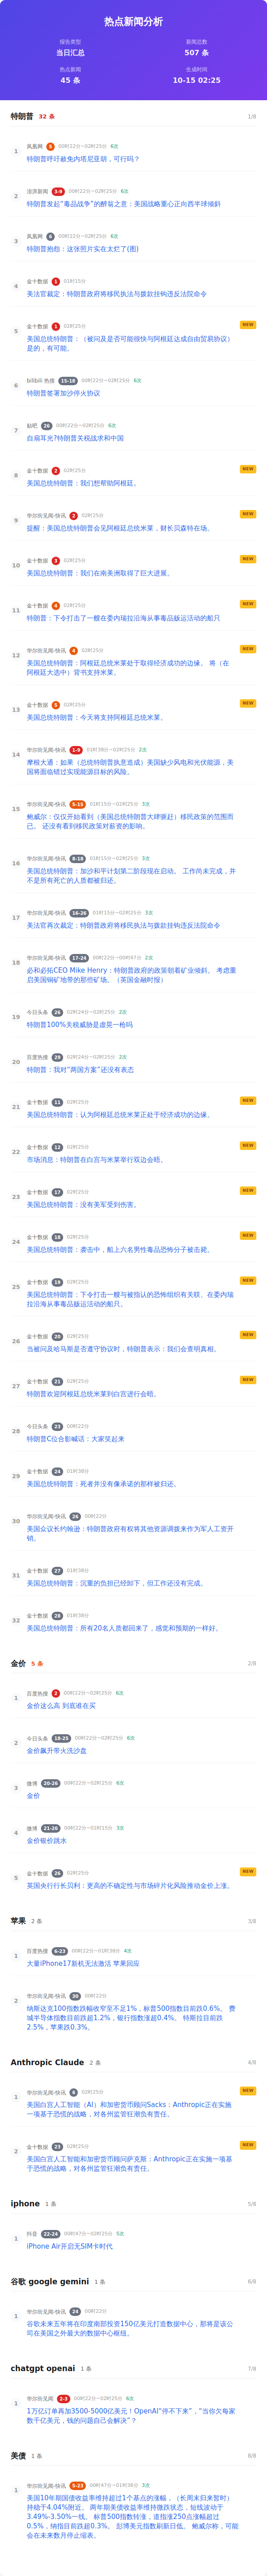 热点新闻分析
报告类型
当日汇总
新闻总数
507 条
热点新闻
45 条
生成时间
10-15 02:25
特朗普 32 条 1/8
1 凤凰网 5 00时22分~02时25分 6次
特朗普呼吁赦免内塔尼亚胡，可行吗？
2 澎湃新闻 3-9 00时22分~02时25分 6次
特朗普发起“毒品战争”的醉翁之意：美国战略重心正向西半球倾斜
3 凤凰网 6 00时22分~02时25分 6次
特朗普抱怨：这张照片实在太烂了(图)
4 金十数据 1 01时15分
美法官裁定：特朗普政府将移民执法与拨款挂钩违反法院命令
5 金十数据 1 02时25分 NEW
美国总统特朗普：（被问及是否可能很快与阿根廷达成自由贸易协议）
是的，有可能。
6 bilibili 热搜 15-18 00时22分~02时25分 6次
特朗普签署加沙停火协议
7 贴吧 26 00时22分~02时25分 6次
自扇耳光?特朗普关税战求和中国
8 金十数据 2 02时25分 NEW
美国总统特朗普：我们想帮助阿根廷。
9 华尔街见闻-快讯 2 02时25分 NEW
提醒：美国总统特朗普会见阿根廷总统米莱，财长贝森特在场。
10 金十数据 3 02时25分 NEW
美国总统特朗普：我们在南美洲取得了巨大进展。
11 金十数据 4 02时25分 NEW
特朗普：下令打击了一艘在委内瑞拉沿海从事毒品贩运活动的船只
12 华尔街见闻-快讯 4 02时25分 NEW
美国总统特朗普：阿根廷总统米莱处于取得经济成功的边缘。 将（在
阿根廷大选中）背书支持米莱。
13 金十数据 5 02时25分 NEW
美国总统特朗普：今天将支持阿根廷总统米莱。
14 华尔街见闻-快讯 1-9 01时38分~02时25分 2次
摩根大通：如果（总统特朗普执意造成）美国缺少风电和光伏能源，美
国将面临错过实现能源目标的风险。
15 华尔街见闻-快讯 5-15 01时15分~02时25分 3次
鲍威尔：仅仅开始看到（美国总统特朗普大肆驱赶）移民政策的范围而
已。 还没有看到移民政策对薪资的影响。
16 华尔街见闻-快讯 8-18 01时15分~02时25分 3次
美国总统特朗普：加沙和平计划第二阶段现在启动。 工作尚未完成，并
不是所有死亡的人质都被归还。
17 华尔街见闻-快讯 16-26 01时15分~02时25分 3次
美法官再次裁定：特朗普政府将移民执法与拨款挂钩违反法院命令
18 华尔街见闻-快讯 17-24 00时22分~00时47分 2次
必和必拓CEO Mike Henry：特朗普政府的政策朝着矿业倾斜。 考虑重
启美国铜矿地带的那些矿场。（英国金融时报）
19 今日头条 26 02时24分~02时25分 2次
特朗普100%关税威胁是虚晃一枪吗
20 百度热搜 29 02时24分~02时25分 2次
特朗普：我对“两国方案”还没有表态
21 金十数据 11 02时25分 NEW
美国总统特朗普：认为阿根廷总统米莱正处于经济成功的边缘。
22 金十数据 12 02时25分 NEW
市场消息：特朗普在白宫与米莱举行双边会晤。
23 金十数据 17 02时25分 NEW
美国总统特朗普：没有美军受到伤害。
24 金十数据 18 02时25分 NEW
美国总统特朗普：袭击中，船上六名男性毒品恐怖分子被击毙。
25 金十数据 19 02时25分 NEW
美国总统特朗普：下令打击一艘与被指认的恐怖组织有关联、在委内瑞
拉沿海从事毒品贩运活动的船只。
26 金十数据 20 02时25分 NEW
当被问及哈马斯是否遵守协议时，特朗普表示：我们会查明真相。
27 金十数据 21 02时25分 NEW
特朗普欢迎阿根廷总统米莱到白宫进行会晤。
28 今日头条 23 00时22分
特朗普C位合影喊话：大家笑起来
29 金十数据 24 01时38分
美国总统特朗普：死者并没有像承诺的那样被归还。
30 华尔街见闻-快讯 26 00时22分
美国众议长约翰逊：特朗普政府有权将其他资源调拨来作为军人工资开
销。
31 金十数据 27 01时38分
美国总统特朗普：沉重的负担已经卸下，但工作还没有完成。
32 金十数据 28 01时38分
美国总统特朗普：所有20名人质都回来了，感觉和预期的一样好。
金价 5 条 2/8
1 百度热搜 2 00时22分~02时25分 6次
金价这么高 到底谁在买
2 今日头条 18-25 00时22分~02时25分 6次
金价飙升带火洗沙盘
3 微博 20-26 00时22分~02时25分 6次
金价
4 微博 21-26 00时22分~01时15分 3次
金价银价跳水
5 金十数据 26 02时25分 NEW
英国央行行长贝利：更高的不确定性与市场碎片化风险推动金价上涨。
苹果 2 条 3/8
1 百度热搜 6-23 00时22分~01时38分 4次
大量iPhone17新机无法激活 苹果回应
2 华尔街见闻-快讯 30 00时22分
纳斯达克100指数跌幅收窄至不足1%，标普500指数目前跌0.6%。 费
城半导体指数目前跌超1.2%，银行指数涨超0.4%。 特斯拉目前跌
2.5%，苹果跌0.3%。
Anthropic Claude 2 条 4/8
1 华尔街见闻-快讯 6 02时25分 NEW
美国白宫人工智能（AI）和加密货币顾问Sacks：Anthropic正在实施
一项基于恐慌的战略，对各州监管狂潮负有责任。
2 金十数据 23 02时25分 NEW
美国白宫人工智能和加密货币顾问萨克斯：Anthropic正在实施一项基
于恐慌的战略，对各州监管狂潮负有责任。
iphone 1 条 5/8
1 抖音 22-24 00时47分~02时25分 5次
iPhone Air开启无SIM卡时代
谷歌 google gemini 1 条 6/8
1 华尔街见闻-快讯 24 00时22分
谷歌未来五年将在印度南部投资150亿美元打造数据中心，那将是该公
司在美国之外最大的数据中心枢纽。
chatgpt openai 1 条 7/8
1 华尔街见闻 2-3 00时22分~02时25分 6次
1万亿订单再加3500-5000亿美元！OpenAI“停不下来”，“当你欠每家
数千亿美元，钱的问题自己会解决”？
美债 1 条 8/8
1 华尔街见闻-快讯 5-23 00时47分~01时38分 3次
美国10年期国债收益率维持超过1个基点的涨幅，（长周末归来暂时）
持稳于4.04%附近。 两年期美债收益率维持微跌状态，短线波动于
3.49%-3.50%一线。 标普500指数转涨，道指涨250点涨幅超过
0.5%，纳指目前跌超0.3%。 彭博美元指数刷新日低。 鲍威尔称，可能
会在未来数月停止缩表。